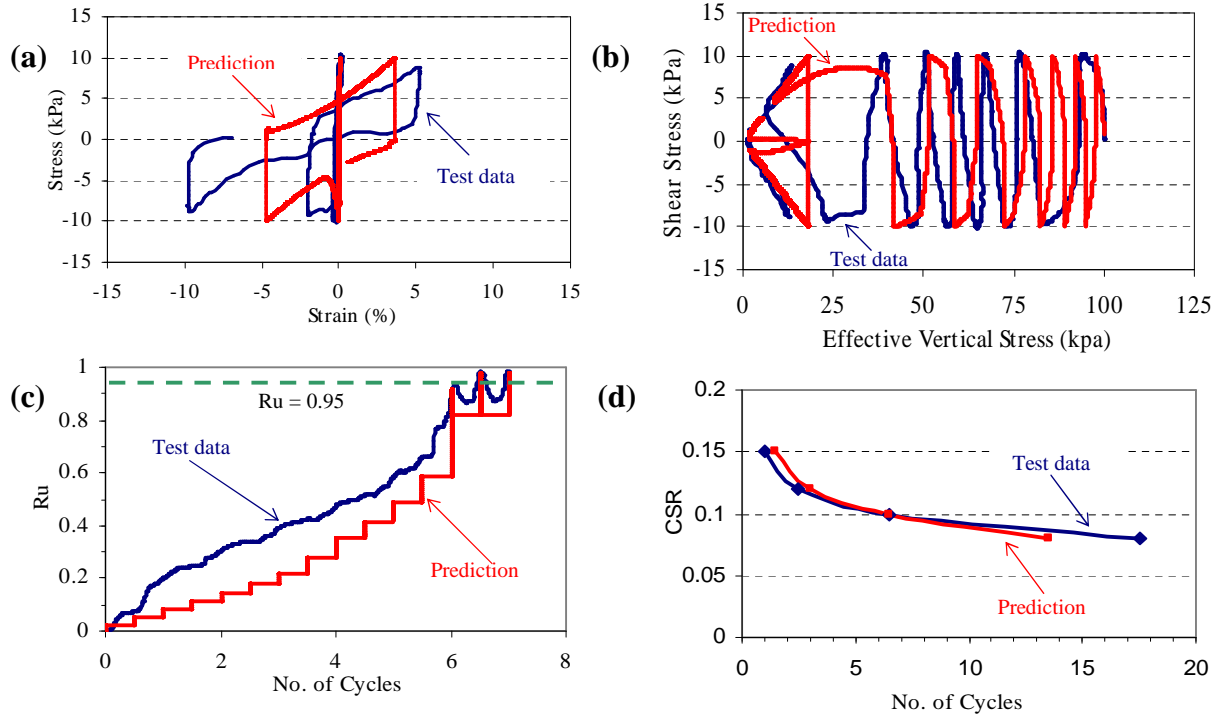 (a)
Stress (kPa)
15
10
5
0
-5
-10
-15
-15
-10
-5
0
5
10
15
Strain (%)
Prediction
Test data
(b)
Shear Stress (kPa)
15
10
5
0
-5
-10
-15
0
25
50
75
100
125
Effective Vertical Stress (kpa)
Prediction
Test data
(c)
Ru
1
0.8
0.6
0.4
0.2
0
0
2
4
6
8
No. of Cycles
Ru = 0.95
Test data
Prediction
(d)
CSR
0.2
0.15
0.1
0.05
0
0
5
10
15
20
No. of Cycles
Test data
Prediction